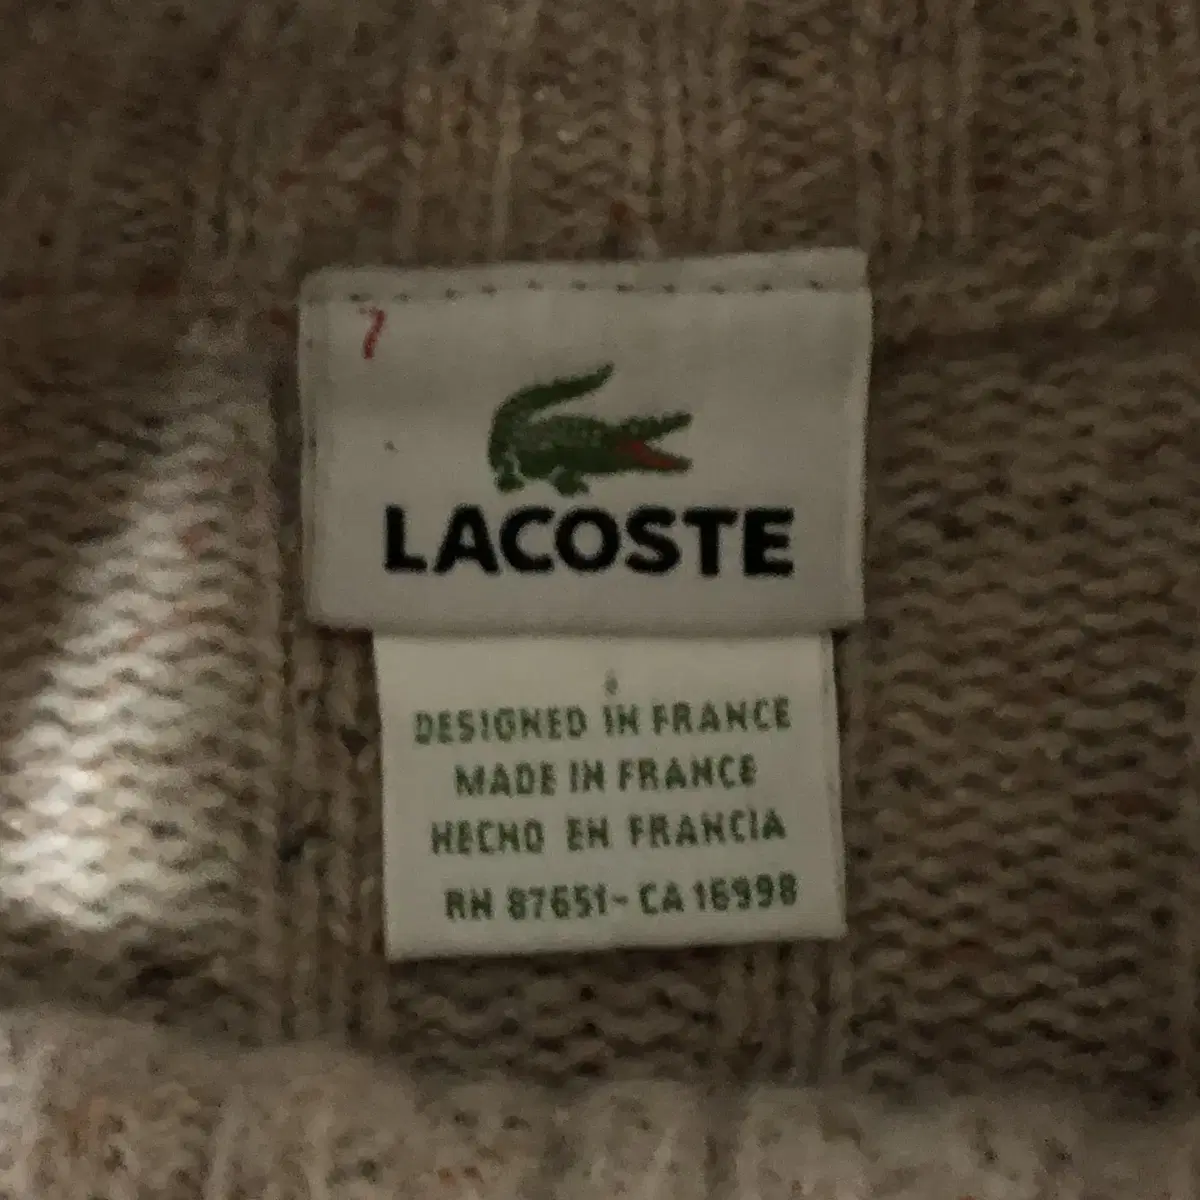 7
LACOSTE
DESIGNED IN FRANCE
MADE IN FRANCE
HECHO EN FRANCIA
RN 87651-CA 16998